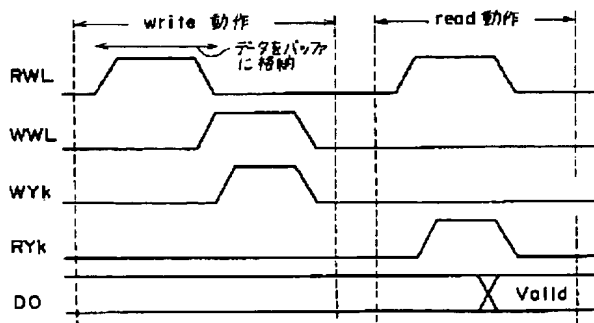 write 動作
read 動作
データをバッファ
に格納
RWL
WWL
WYk
RYk
DO
Valid